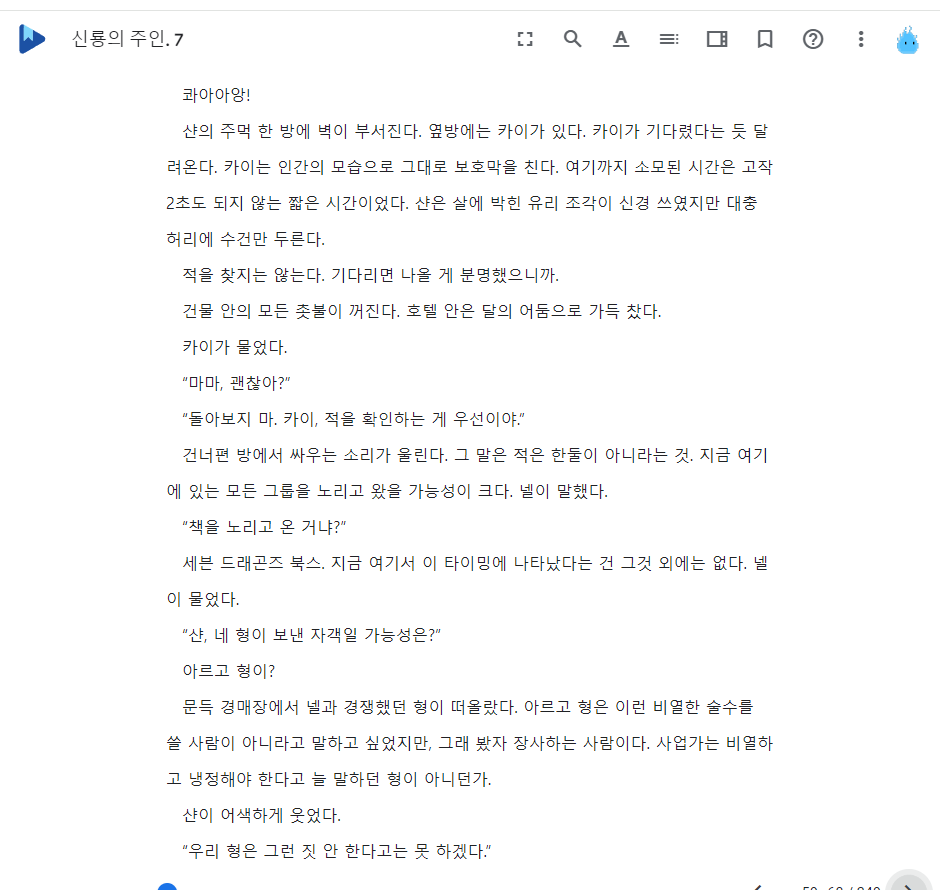 신룡의 주인. 7
콰아아앙!
샨의 주먹 한 방에 벽이 부서진다. 옆방에는 카이가 있다. 카이가 기다렸다는 듯 달
려온다. 카이는 인간의 모습으로 그대로 보호막을 친다. 여기까지 소모된 시간은 고작
2초도 되지 않는 짧은 시간이었다. 샨은 살에 박힌 유리 조각이 신경 쓰였지만 대충
허리에 수건만 두른다.
적을 찾지는 않는다. 기다리면 나올 게 분명했으니까.
건물 안의 모든 촛불이 꺼진다. 호텔 안은 달의 어둠으로 가득 찼다.
카이가 물었다.
“마마, 괜찮아?”
“돌아보지 마. 카이, 적을 확인하는 게 우선이야.”
건너편 방에서 싸우는 소리가 울린다. 그 말은 적은 한둘이 아니라는 것. 지금 여기
에 있는 모든 그룹을 노리고 왔을 가능성이 크다. 넬이 말했다.
“책을 노리고 온 거냐?”
세븐 드래곤즈 북스. 지금 여기서 이 타이밍에 나타났다는 건 그것 외에는 없다. 넬
이 물었다.
“샨, 네 형이 보낸 자객일 가능성은?”
아르고 형이?
문득 경매장에서 넬과 경쟁했던 형이 떠올랐다. 아르고 형은 이런 비열한 술수를
쓸 사람이 아니라고 말하고 싶었지만, 그래 봤자 장사하는 사람이다. 사업가는 비열하
고 냉정해야 한다고 늘 말하던 형이 아니던가.
샨이 어색하게 웃었다.
“우리 형은 그런 짓 안 한다고는 못 하겠다.”